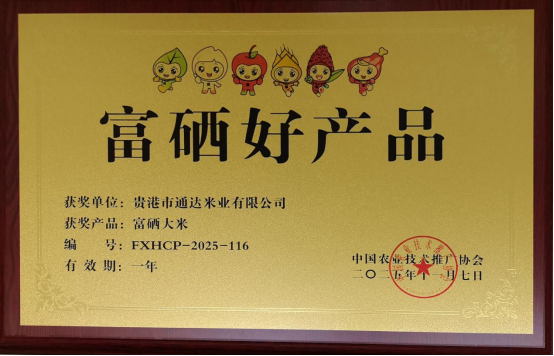 富硒好产品
获奖单位：贵港市通达米业有限公司
获奖产品：富硒大米
编　　号：FXHCP-2025-116
有 效 期：一年
中国农业技术推广协会
二〇二五年十一月七日